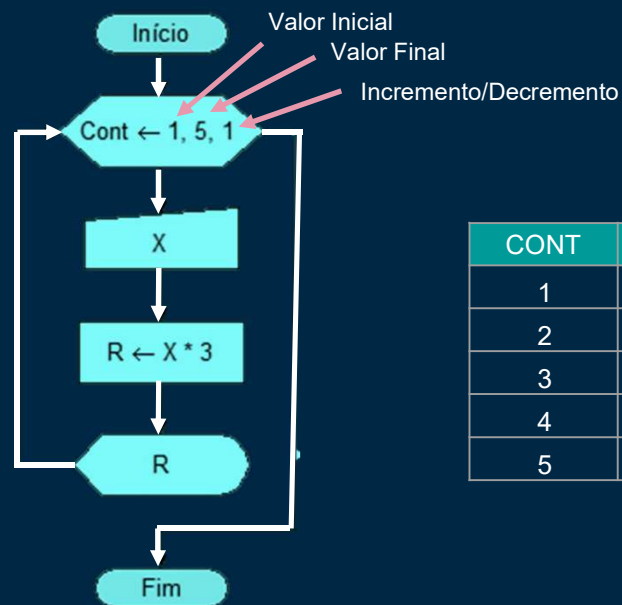 Início
Valor Inicial
Valor Final
Incremento/Decremento
Cont ← 1, 5, 1
X
R ← X * 3
R
Fim
CONT
1
2
3
4
5